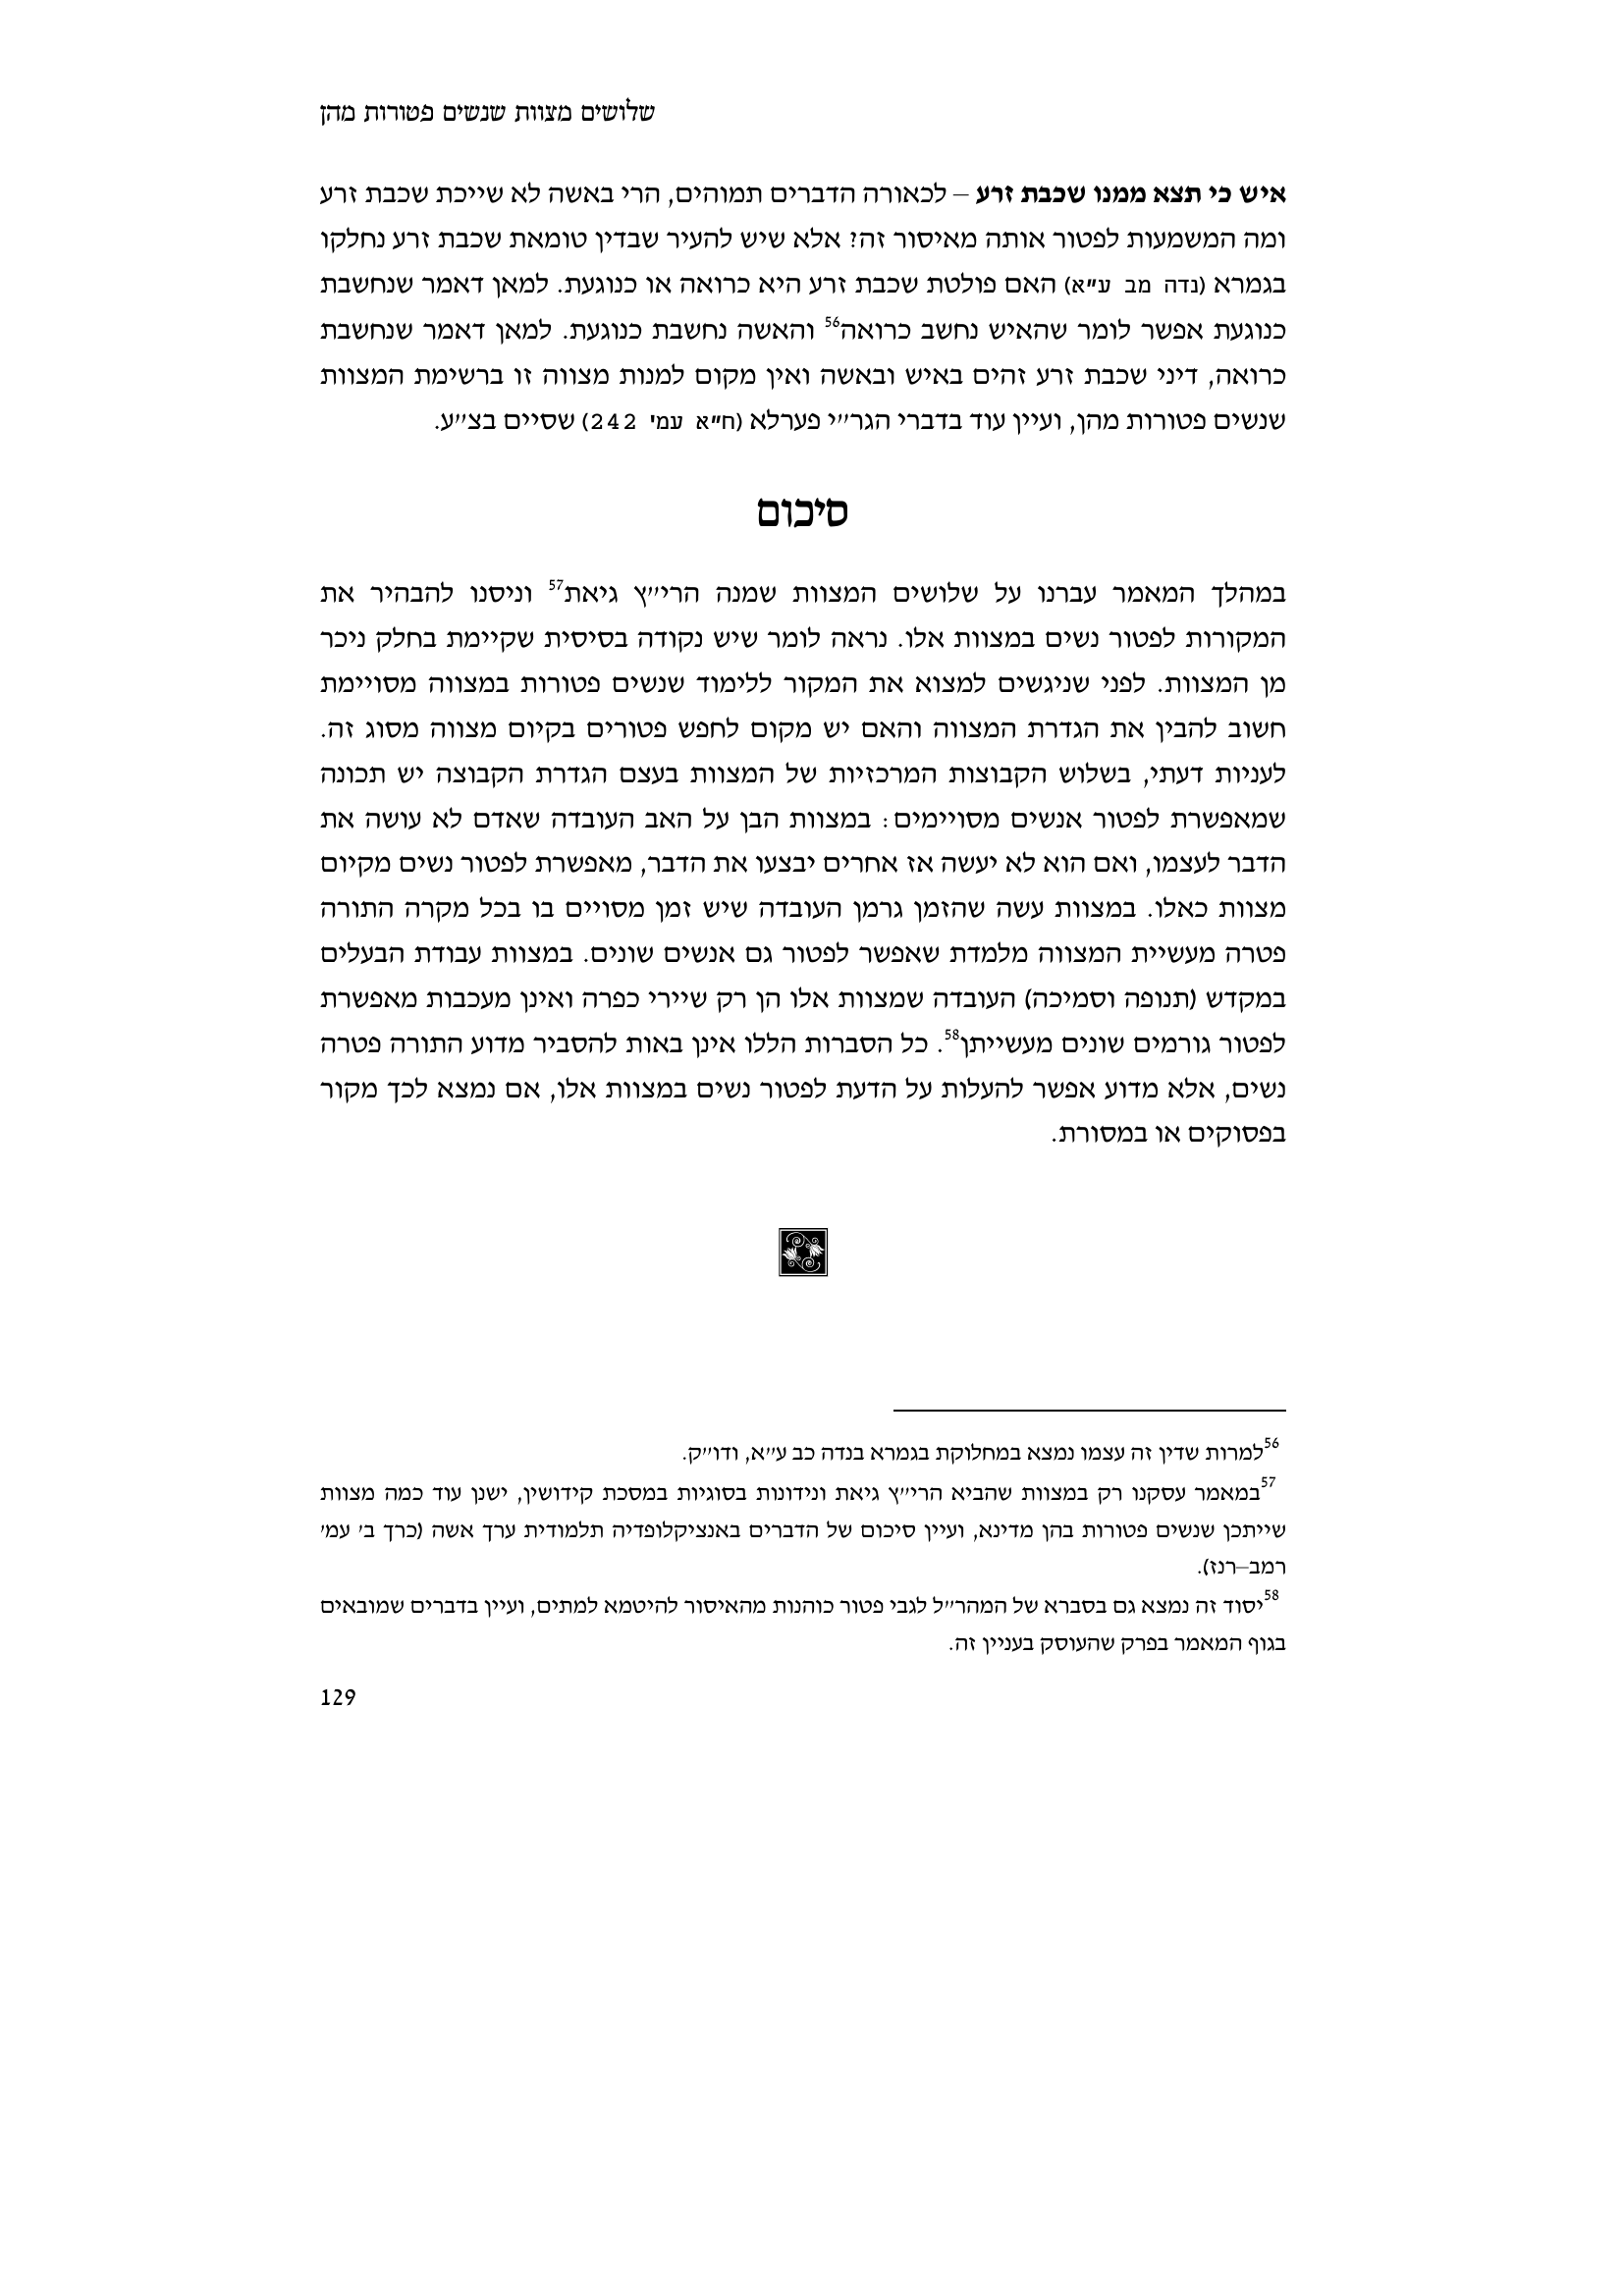 שלושים מצוות שנשים פטורות מהן
איש כי תצא ממנו שכבת זרע – לכאורה הדברים תמוהים, הרי באשה לא שייכת שכבת זרע
ומה המשמעות לפטור אותה מאיסור זה? אלא שיש להעיר שבדין טומאת שכבת זרע נחלקו
בגמרא (נדה מב ע"א) האם פולטת שכבת זרע היא כרואה או כנוגעת. למאן דאמר שנחשבת
כנוגעת אפשר לומר שהאיש נחשב כרואה56 והאשה נחשבת כנוגעת. למאן דאמר שנחשבת
כרואה, דיני שכבת זרע זהים באיש ובאשה ואין מקום למנות מצווה זו ברשימת המצוות
שנשים פטורות מהן, ועיין עוד בדברי הגר״י פערלא (ח"א עמ' 242) שסיים בצ״ע.
סיכום
במהלך המאמר עברנו על שלושים המצוות שמנה הרי״ץ גיאת57 וניסנו להבהיר את
המקורות לפטור נשים במצוות אלו. נראה לומר שיש נקודה בסיסית שקיימת בחלק ניכר
מן המצוות. לפני שניגשים למצוא את המקור ללימוד שנשים פטורות במצווה מסויימת
חשוב להבין את הגדרת המצווה והאם יש מקום לחפש פטורים בקיום מצווה מסוג זה.
לעניות דעתי, בשלוש הקבוצות המרכזיות של המצוות בעצם הגדרת הקבוצה יש תכונה
שמאפשרת לפטור אנשים מסויימים: במצוות הבן על האב העובדה שאדם לא עושה את
הדבר לעצמו, ואם הוא לא יעשה אז אחרים יבצעו את הדבר, מאפשרת לפטור נשים מקיום
מצוות כאלו. במצוות עשה שהזמן גרמן העובדה שיש זמן מסויים בו בכל מקרה התורה
פטרה מעשיית המצווה מלמדת שאפשר לפטור גם אנשים שונים. במצוות עבודת הבעלים
במקדש (תנופה וסמיכה) העובדה שמצוות אלו הן רק שיירי כפרה ואינן מעכבות מאפשרת
לפטור גורמים שונים מעשייתן58. כל הסברות הללו אינן באות להסביר מדוע התורה פטרה
נשים, אלא מדוע אפשר להעלות על הדעת לפטור נשים במצוות אלו, אם נמצא לכך מקור
בפסוקים או במסורת.
56למרות שדין זה עצמו נמצא במחלוקת בגמרא בנדה כב ע״א, ודו״ק.
57במאמר עסקנו רק במצוות שהביא הרי״ץ גיאת ונידונות בסוגיות במסכת קידושין, ישנן עוד כמה מצוות
שייתכן שנשים פטורות בהן מדינא, ועיין סיכום של הדברים באנציקלופדיה תלמודית ערך אשה (כרך ב׳ עמ׳
רמב–רנז).
58יסוד זה נמצא גם בסברא של המהר״ל לגבי פטור כוהנות מהאיסור להיטמא למתים, ועיין בדברים שמובאים
בגוף המאמר בפרק שהעוסק בעניין זה.
129